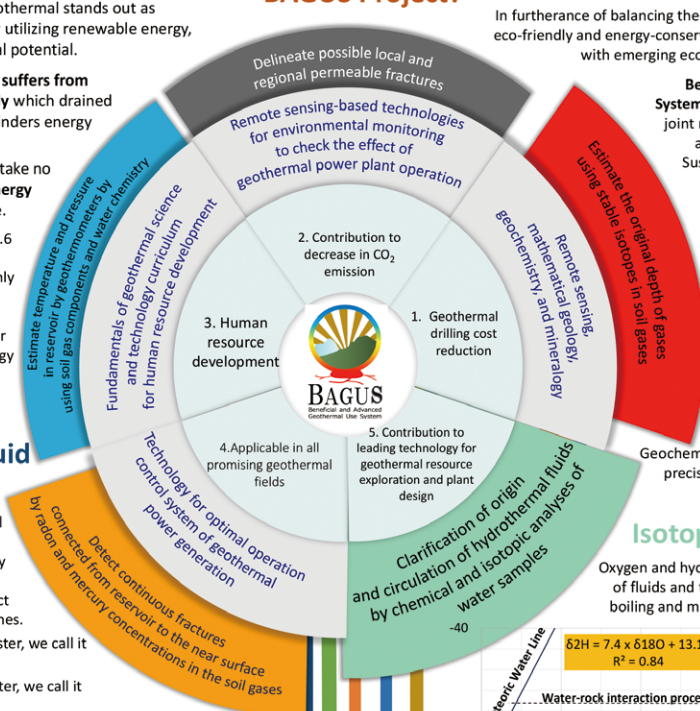 BAGUS Project?
othermal stands out as
utilizing renewable energy,
al potential.
suffers from
y which drained
inders energy
take no
nergy
e.
.6
nly
r
gy
uid
y
ct
nes.
ster, we call it
ter, we call it
In furtherance of balancing the
eco-friendly and energy-conserv
with emerging eco
Be
System
joint
a
Sus
Delineate possible local and
regional permeable fractures
Remote sensing-based technologies
for environmental monitoring
to check the effect of
geothermal power plant operation
2. Contribution to
decrease in CO₂
emission
Estimate the original depth of gases
using stable isotopes in soil gases
Remote sensing,
mathematical geology,
geochemistry, and mineralogy
1. Geothermal
drilling cost
reduction
Estimate temperature and pressure
in reservoir by geothermometers by
using soil gas components and water chemistry
Fundamentals of geothermal science
and technology curriculum
for human resource development
3. Human
resource
development
BAGUS
Beneficial and Advanced
Geothermal Use System
4.Applicable in all
promising geothermal
fields
5. Contribution to
leading technology for
geothermal resource
exploration and plant
design
Technology for optimal operation
control system of geothermal
power generation
Detect continuous fractures
connected from reservoir to the near surface
by radon and mercury concentrations in the soil gases
Clarification of origin
and circulation of hydrothermal fluids
by chemical and isotopic analyses of
water samples
Geochem
precis
Isotop
Oxygen and hyd
of fluids and
boiling and m
-40
δ2H = 7.4 x δ18O + 13.1
R² = 0.84
teoric Water Line
Water-rock interaction proce